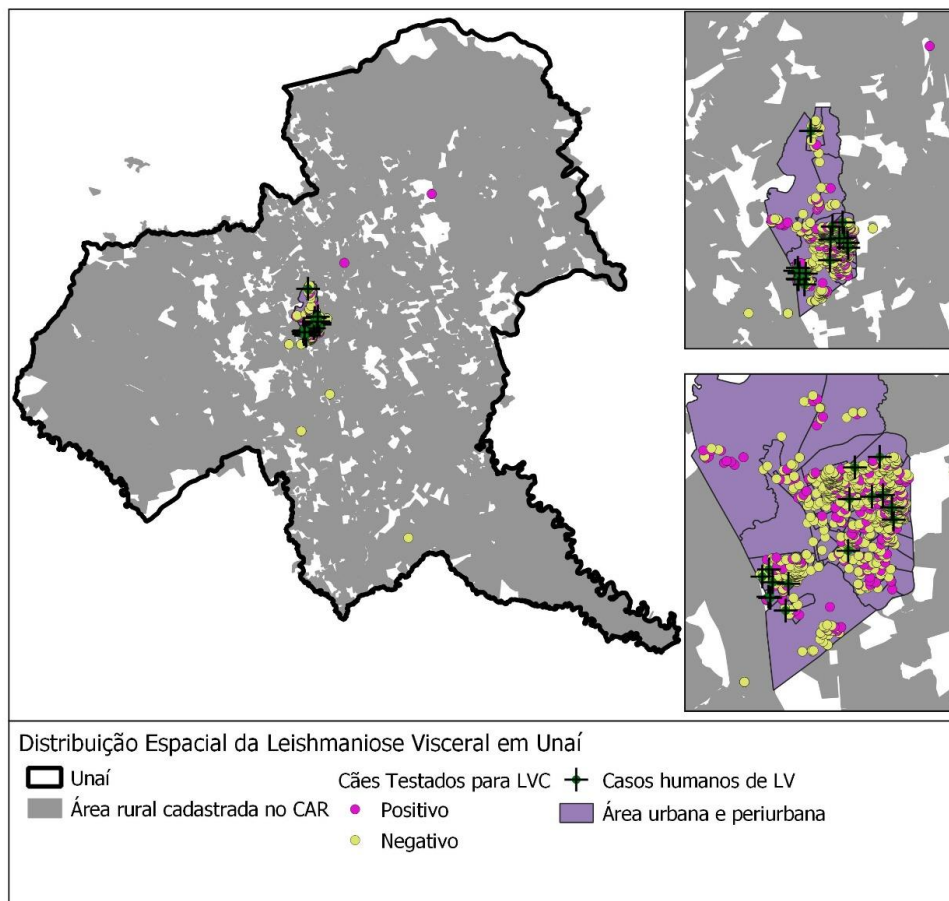 Distribuição Espacial da Leishmaniose Visceral em Unaí
Unaí
Área rural cadastrada no CAR
Cães Testados para LVC
Positivo
Negativo
Casos humanos de LV
Área urbana e periurbana